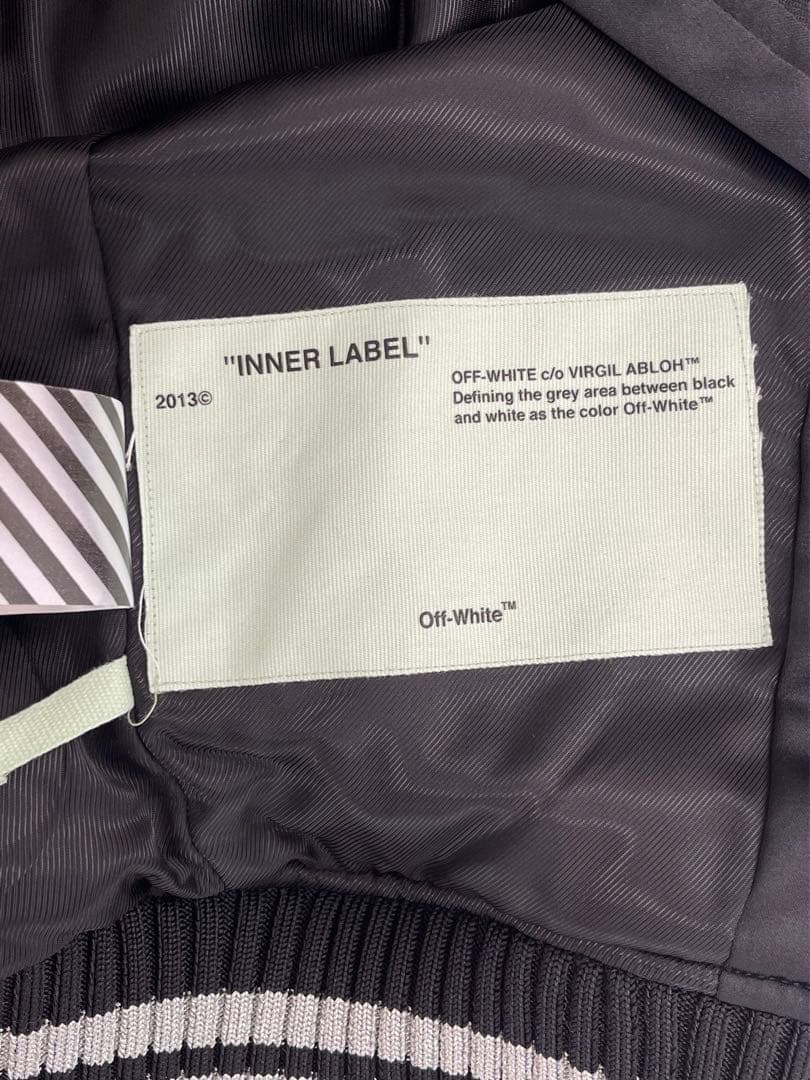 "INNER LABEL"
2013©
OFF-WHITE c/o VIRGIL ABLOH™
Defining the grey area between black
and white as the color Off-White™
Off-White™